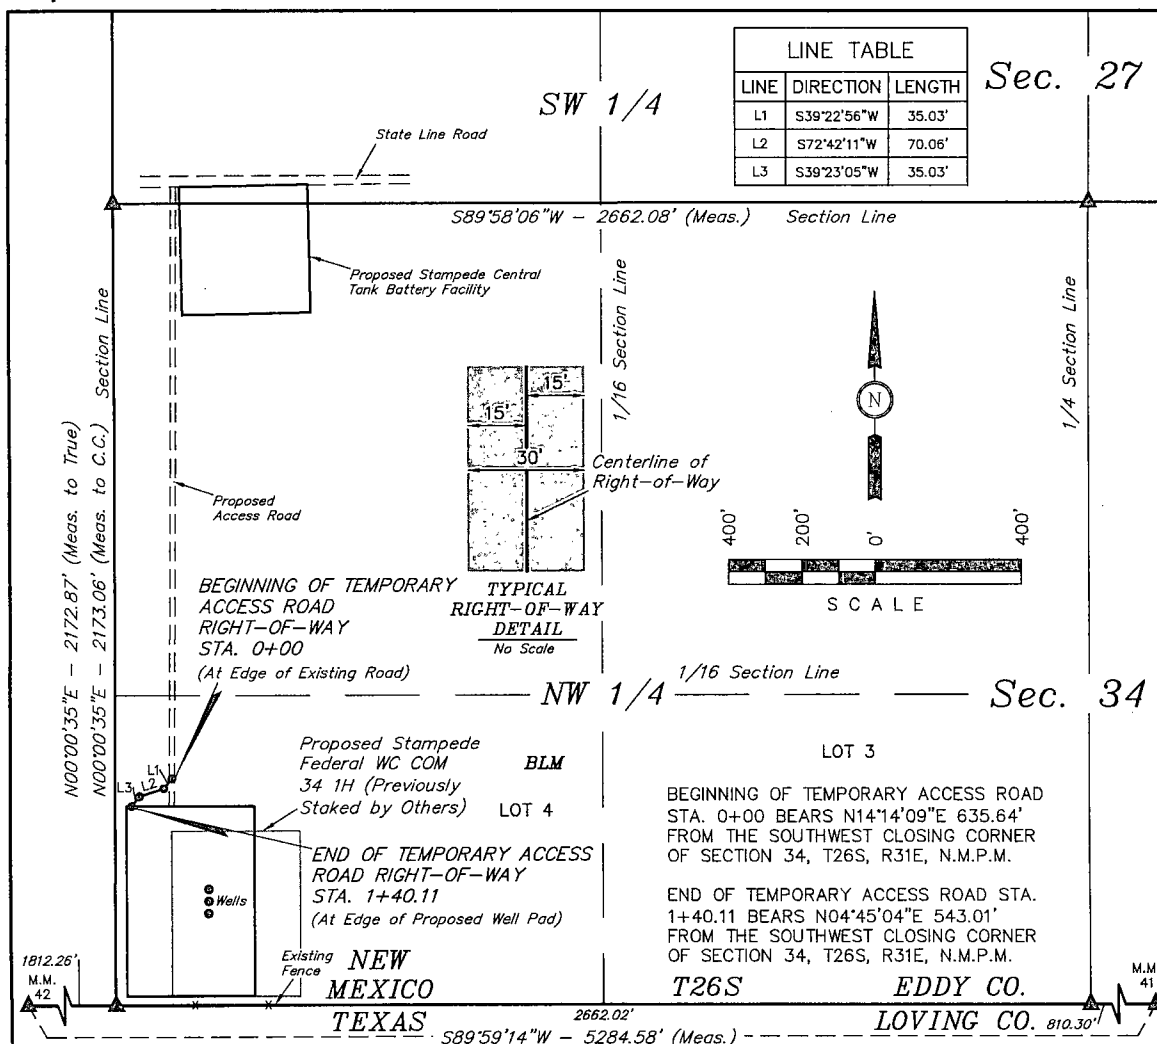 LINE TABLE
LINE DIRECTION LENGTH
L1 S39°22'56"W 35.03'
L2 S72°42'11"W 70.06'
L3 S39°23'05"W 35.03'
Sec. 27
SW 1/4
State Line Road
S89°58'06"W – 2662.08' (Meas.) Section Line
Proposed Stampede Central
Tank Battery Facility
1/16 Section Line
1/4 Section Line
Section Line
N00°00'35"E – 2172.87' (Meas. to True)
N00°00'35"E – 2173.06' (Meas. to C.C.)
Proposed
Access Road
15'
15'
30'
Centerline of
Right–of–Way
TYPICAL
RIGHT–OF–WAY
DETAIL
No Scale
N
400' 200' 0' 400'
SCALE
BEGINNING OF TEMPORARY
ACCESS ROAD
RIGHT–OF–WAY
STA. 0+00
(At Edge of Existing Road)
1/16 Section Line
NW 1/4
Sec. 34
L1
L2
L3
Proposed Stampede
Federal WC COM
34 1H (Previously
Staked by Others)
BLM
LOT 4
LOT 3
END OF TEMPORARY ACCESS
ROAD RIGHT–OF–WAY
STA. 1+40.11
(At Edge of Proposed Well Pad)
Wells
BEGINNING OF TEMPORARY ACCESS ROAD
STA. 0+00 BEARS N14°14'09"E 635.64'
FROM THE SOUTHWEST CLOSING CORNER
OF SECTION 34, T26S, R31E, N.M.P.M.
END OF TEMPORARY ACCESS ROAD STA.
1+40.11 BEARS N04°45'04"E 543.01'
FROM THE SOUTHWEST CLOSING CORNER
OF SECTION 34, T26S, R31E, N.M.P.M.
1812.26'
M.M.
42
Existing
Fence
NEW
MEXICO
TEXAS
T26S
EDDY CO.
LOVING CO.
M.M.
41
810.30'
2662.02'
S89°59'14"W – 5284.58' (Meas.)